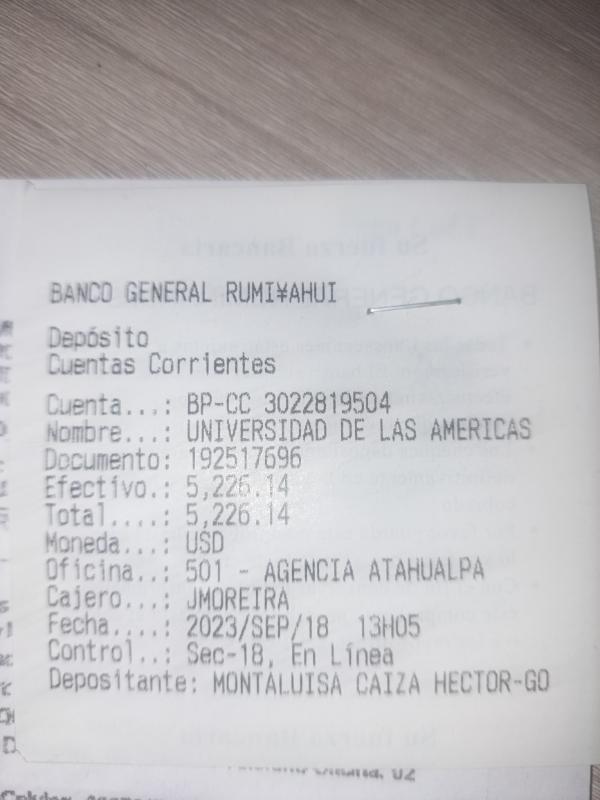 BANCO GENERAL RUMI¥AHUI
Depósito
Cuentas Corrientes
Cuenta...: BP-CC 3022819504
Nombre...: UNIVERSIDAD DE LAS AMERICAS
Documento: 192517696
Efectivo.: 5,226.14
Total....: 5,226.14
Moneda...: USD
Oficina..: 501 - AGENCIA ATAHUALPA
Cajero...: JMOREIRA
Fecha....: 2023/SEP/18 13H05
Control..: Sec-18, En Línea
Depositante: MONTALUISA CAIZA HECTOR-GO